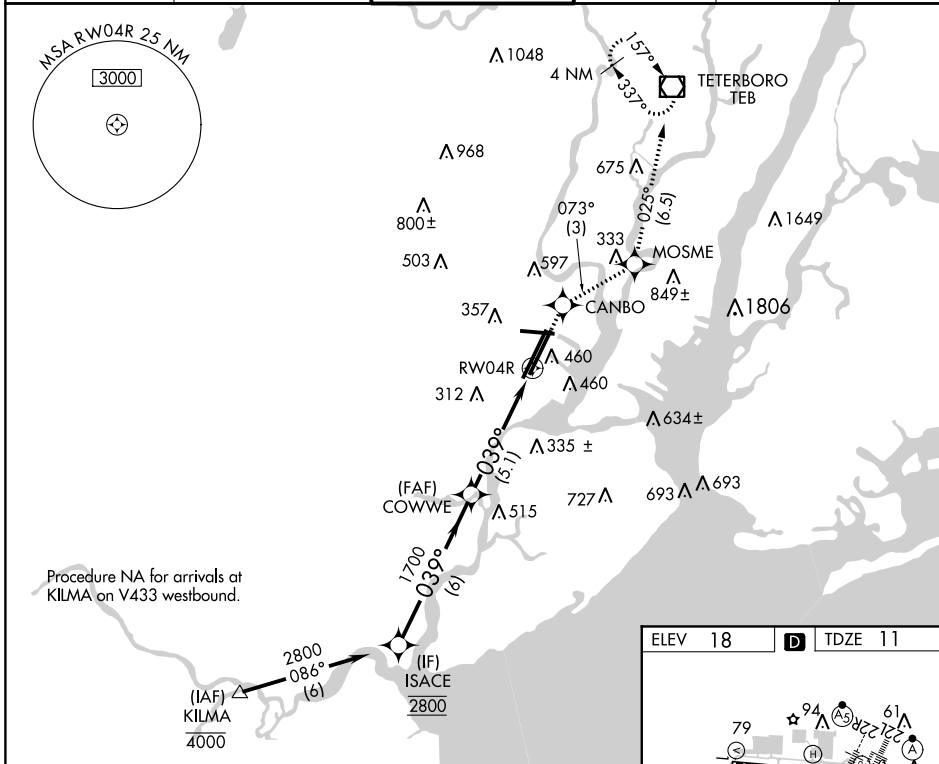 MSA RW04R 25 NM
3000
1048
157°
4 NM
337°
TETERBORO
TEB
968
675
025°
(6.5)
800±
073°
(3)
1649
503
597
333
MOSME
849±
357
CANBO
1806
RW04R
460
460
312
634±
039°
(5.1)
335 ±
(FAF)
COWWE
515
727
693
693
1700
039°
(6)
Procedure NA for arrivals at
KILMA on V433 westbound.
2800
086°
(6)
(IF)
ISACE
2800
(IAF)
KILMA
4000
ELEV 18
D
TDZE 11
79
94
A5
22R
22L
61
A
V
H